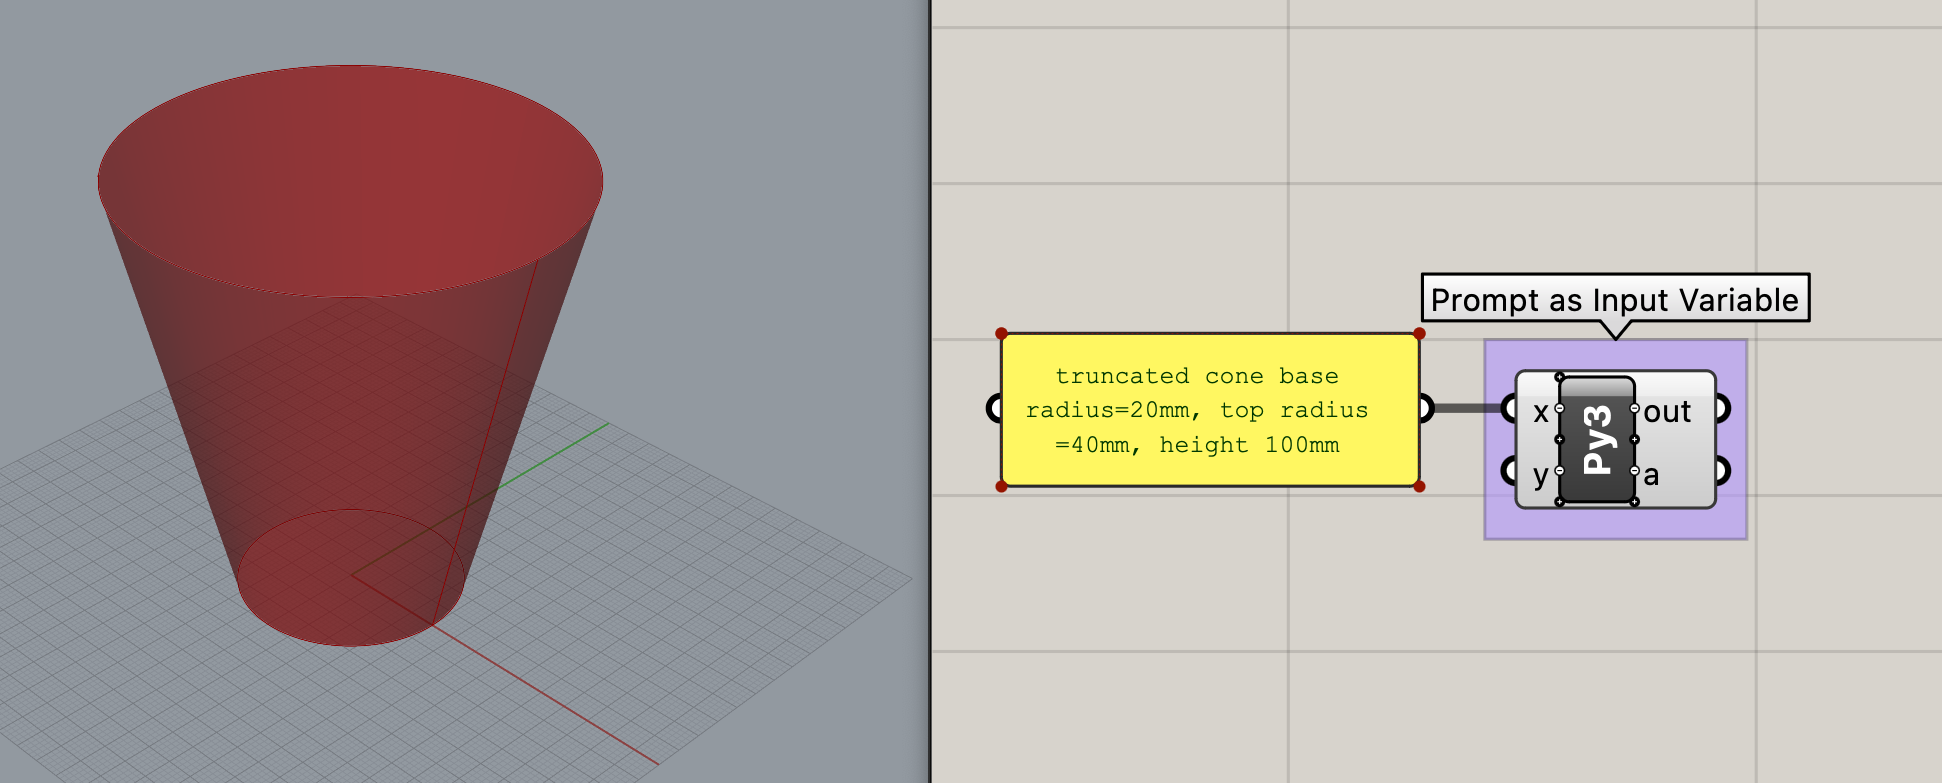 Prompt as Input Variable
truncated cone base
radius=20mm, top radius
=40mm, height 100mm
x
Py3
out
y
a